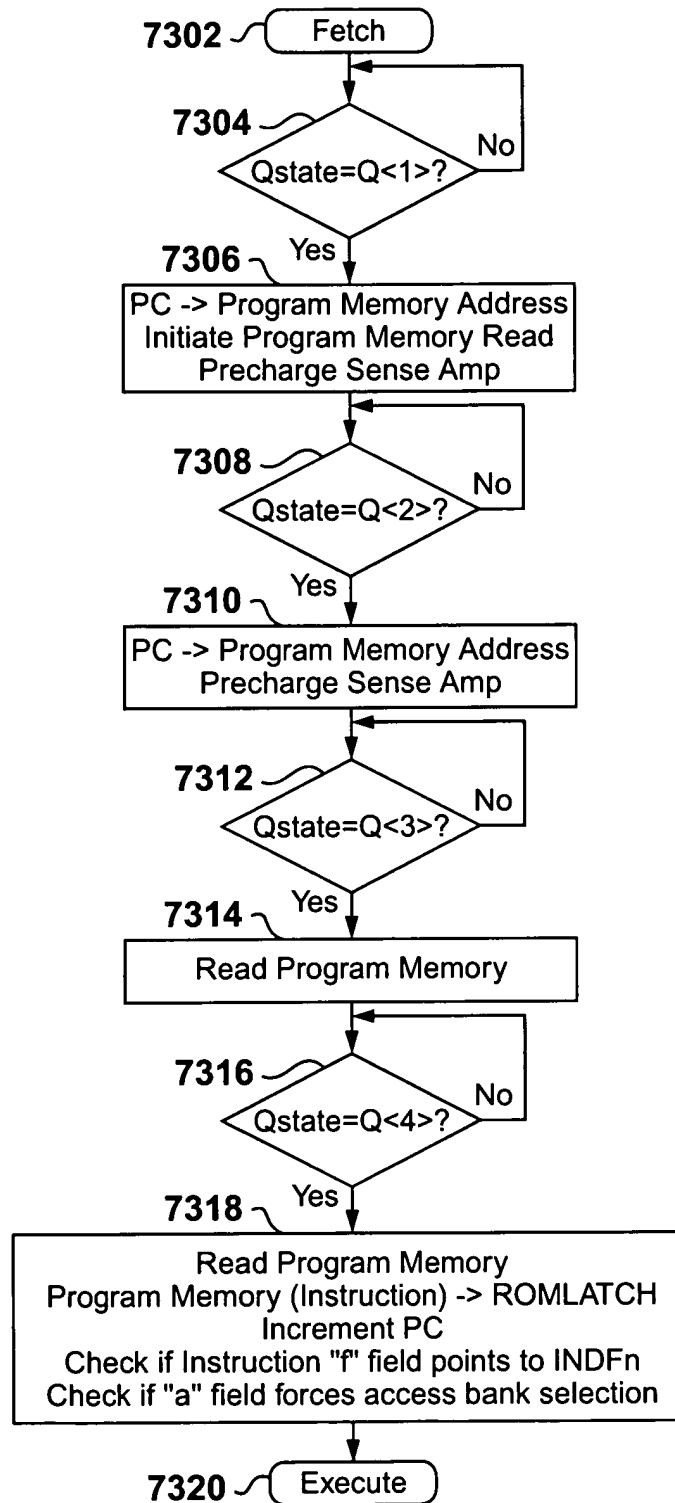 7302
Fetch
7304
Qstate=Q<1>?
No
Yes
7306
PC -> Program Memory Address
Initiate Program Memory Read
Precharge Sense Amp
7308
Qstate=Q<2>?
No
Yes
7310
PC -> Program Memory Address
Precharge Sense Amp
7312
Qstate=Q<3>?
No
Yes
7314
Read Program Memory
7316
Qstate=Q<4>?
No
Yes
7318
Read Program Memory
Program Memory (Instruction) -> ROMLATCH
Increment PC
Check if Instruction "f" field points to INDFn
Check if "a" field forces access bank selection
7320
Execute